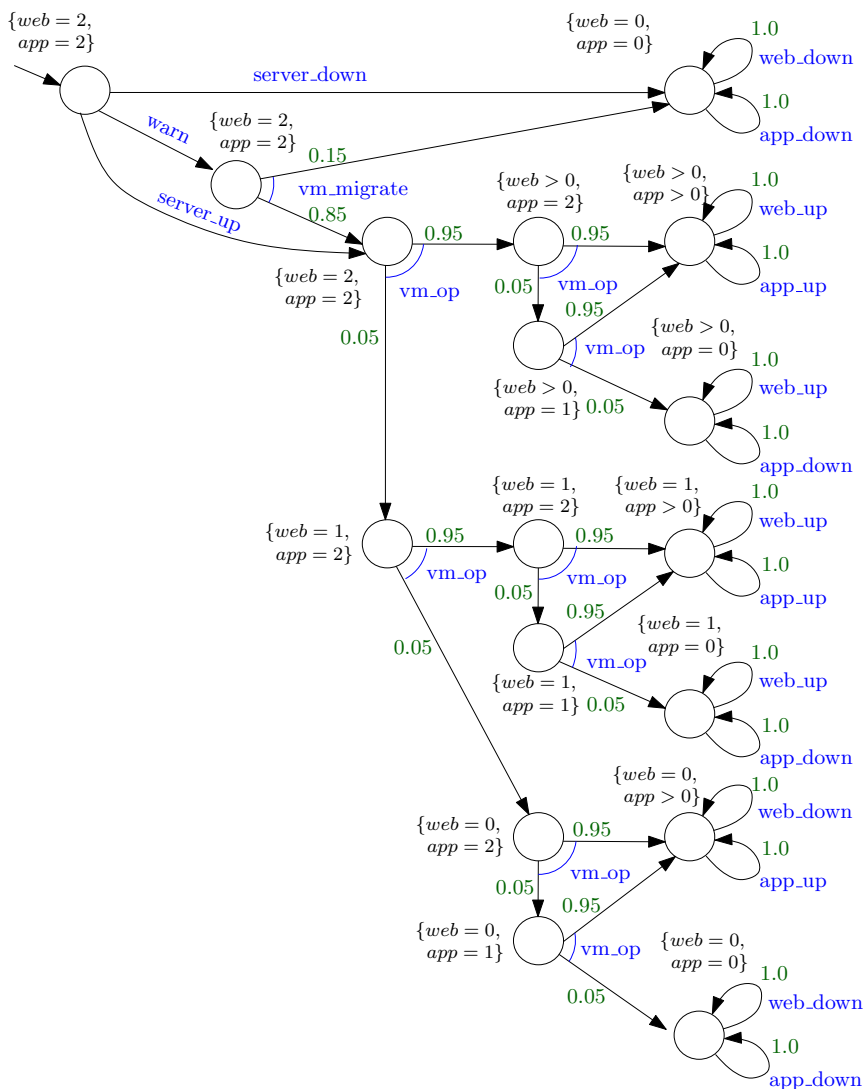 {web = 2,
app = 2}
{web = 0,
app = 0}
1.0
web_down
server_down
1.0
app_down
warn
{web = 2,
app = 2}
0.15
vm_migrate
0.85
server_up
{web > 0,
app = 2}
{web > 0,
app > 0}
1.0
web_up
0.95
0.95
1.0
app_up
{web = 2,
app = 2}
vm_op
0.05
vm_op
0.95
0.05
{web > 0,
app = 0}
vm_op
1.0
web_up
{web > 0,
app = 1}
0.05
1.0
app_down
{web = 1,
app = 2}
{web = 1,
app > 0}
1.0
web_up
{web = 1,
app = 2}
0.95
0.95
1.0
app_up
vm_op
vm_op
0.05
0.95
{web = 1,
app = 0}
0.05
vm_op
1.0
web_up
{web = 1,
app = 1}
0.05
1.0
app_down
{web = 0,
app > 0}
1.0
web_down
{web = 0,
app = 2}
0.95
1.0
app_up
vm_op
0.05
0.95
{web = 0,
app = 1}
vm_op
{web = 0,
app = 0}
0.05
1.0
web_down
1.0
app_down